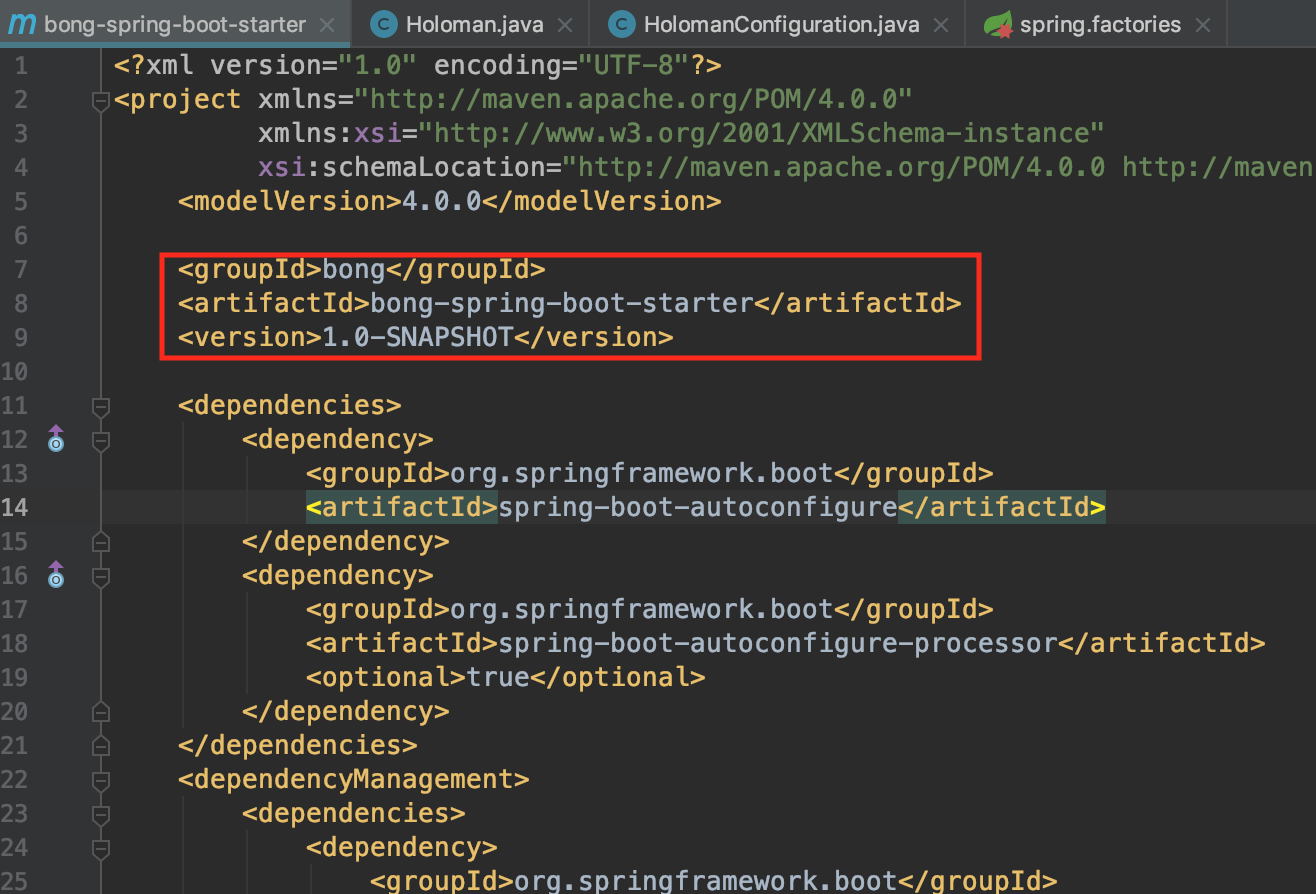 m bong-spring-boot-starter × C Holoman.java × C HolomanConfiguration.java × spring.factories ×
1 <?xml version="1.0" encoding="UTF-8"?>
2 <project xmlns="http://maven.apache.org/POM/4.0.0"
3 xmlns:xsi="http://www.w3.org/2001/XMLSchema-instance"
4 xsi:schemaLocation="http://maven.apache.org/POM/4.0.0 http://maven
5 <modelVersion>4.0.0</modelVersion>
6
7 <groupId>bong</groupId>
8 <artifactId>bong-spring-boot-starter</artifactId>
9 <version>1.0-SNAPSHOT</version>
10
11 <dependencies>
12 <dependency>
13 <groupId>org.springframework.boot</groupId>
14 <artifactId>spring-boot-autoconfigure</artifactId>
15 </dependency>
16 <dependency>
17 <groupId>org.springframework.boot</groupId>
18 <artifactId>spring-boot-autoconfigure-processor</artifactId>
19 <optional>true</optional>
20 </dependency>
21 </dependencies>
22 <dependencyManagement>
23 <dependencies>
24 <dependency>
25 <groupId>org.springframework.boot</groupId>